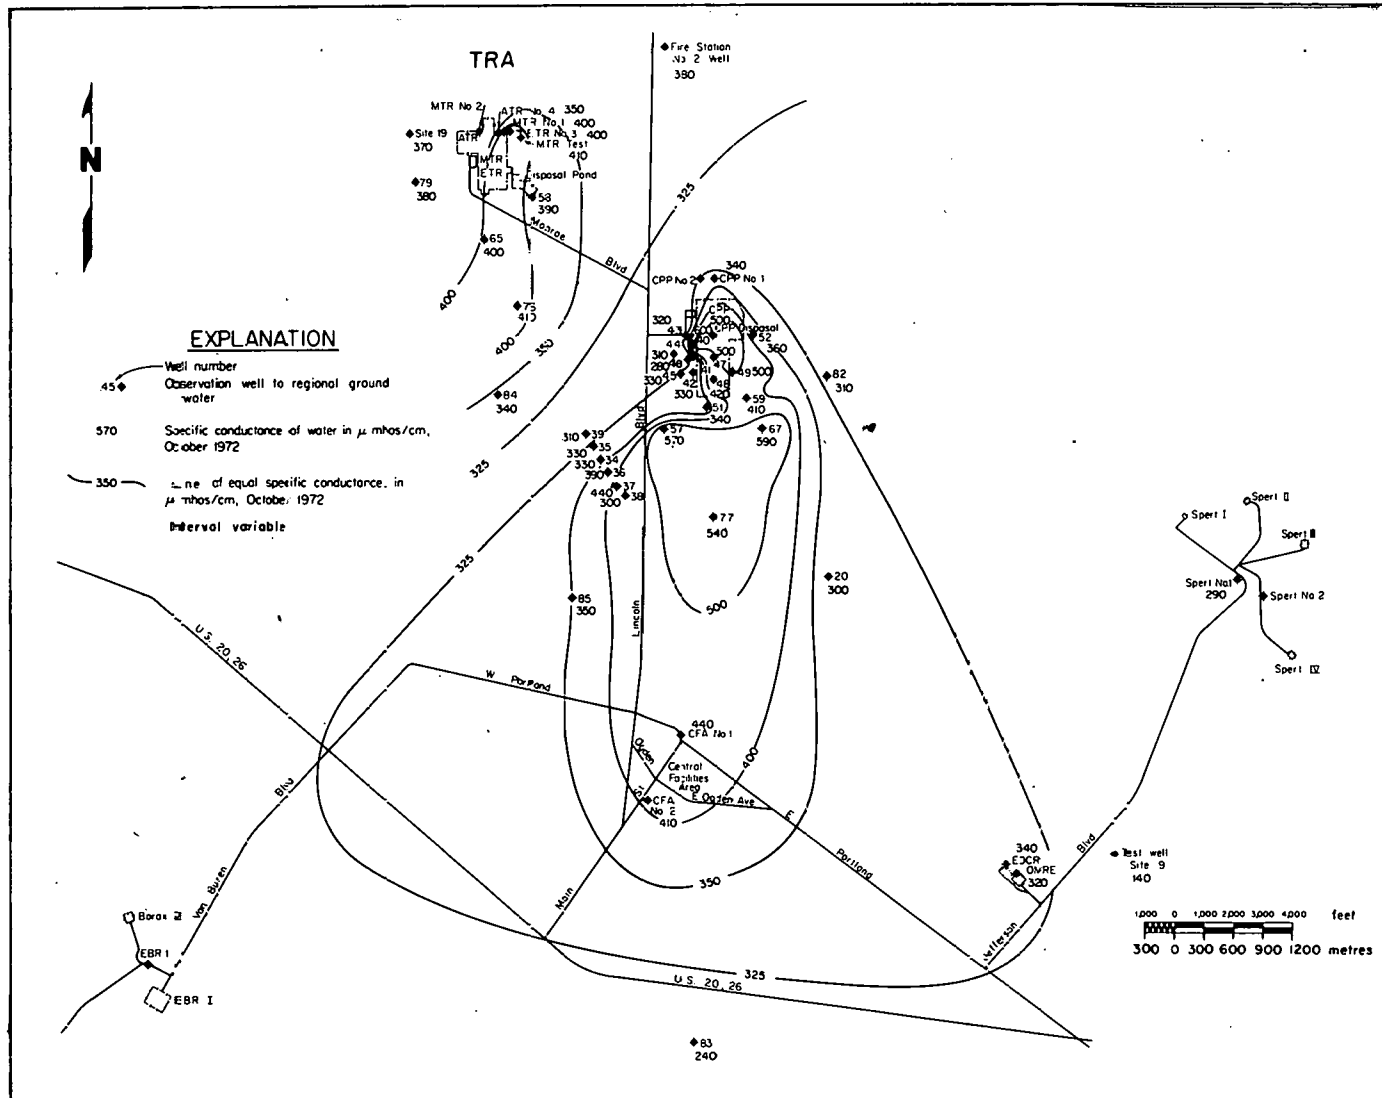 TRA
Fire Station
No 2 Well
380
N
MTR No 2
ATR No. 4 350
MTR No. 1 400
ETR No 3 400
MTR Test
410
Site 19
370
ATR
MTR
ETR
Disposal Pond
79
380
58
390
Monroe
Blvd
65
400
400
76
410
400
350
325
340
CPP No 2
CPP No 1
CPP
500
CPP Disposal
320
43
44
40
52
360
310
280
330
45
46
47
500
41
42
330
48
420
49
500
51
340
59
410
82
310
84
340
325
Blvd
57
570
67
590
310
39
330
35
330
34
390
36
440
37
300
38
77
540
20
300
500
85
350
325
Lincoln
EXPLANATION
Well number
45
Observation well to regional ground
water
570
Specific conductance of water in µ mhos/cm,
October 1972
350
Line of equal specific conductance, in
µ mhos/cm, October 1972
Interval variable
U.S. 20, 26
W Portland
440
CFA No 1
Ogden
Central
Facilities
Area
E Ogden Ave
400
St
CFA
No 2
410
E
Portland
Main
350
Blvd
Van Buren
Borax
EBR 1
EBR I
Spert I
Spert II
Spert III
Spert No 1
290
Spert No 2
Spert IV
340
EOCR
OMRE
320
Blvd
Jefferson
Test well
Site 9
140
1,000 0 1,000 2,000 3,000 4,000 feet
300 0 300 600 900 1200 metres
325
U.S. 20, 26
83
240